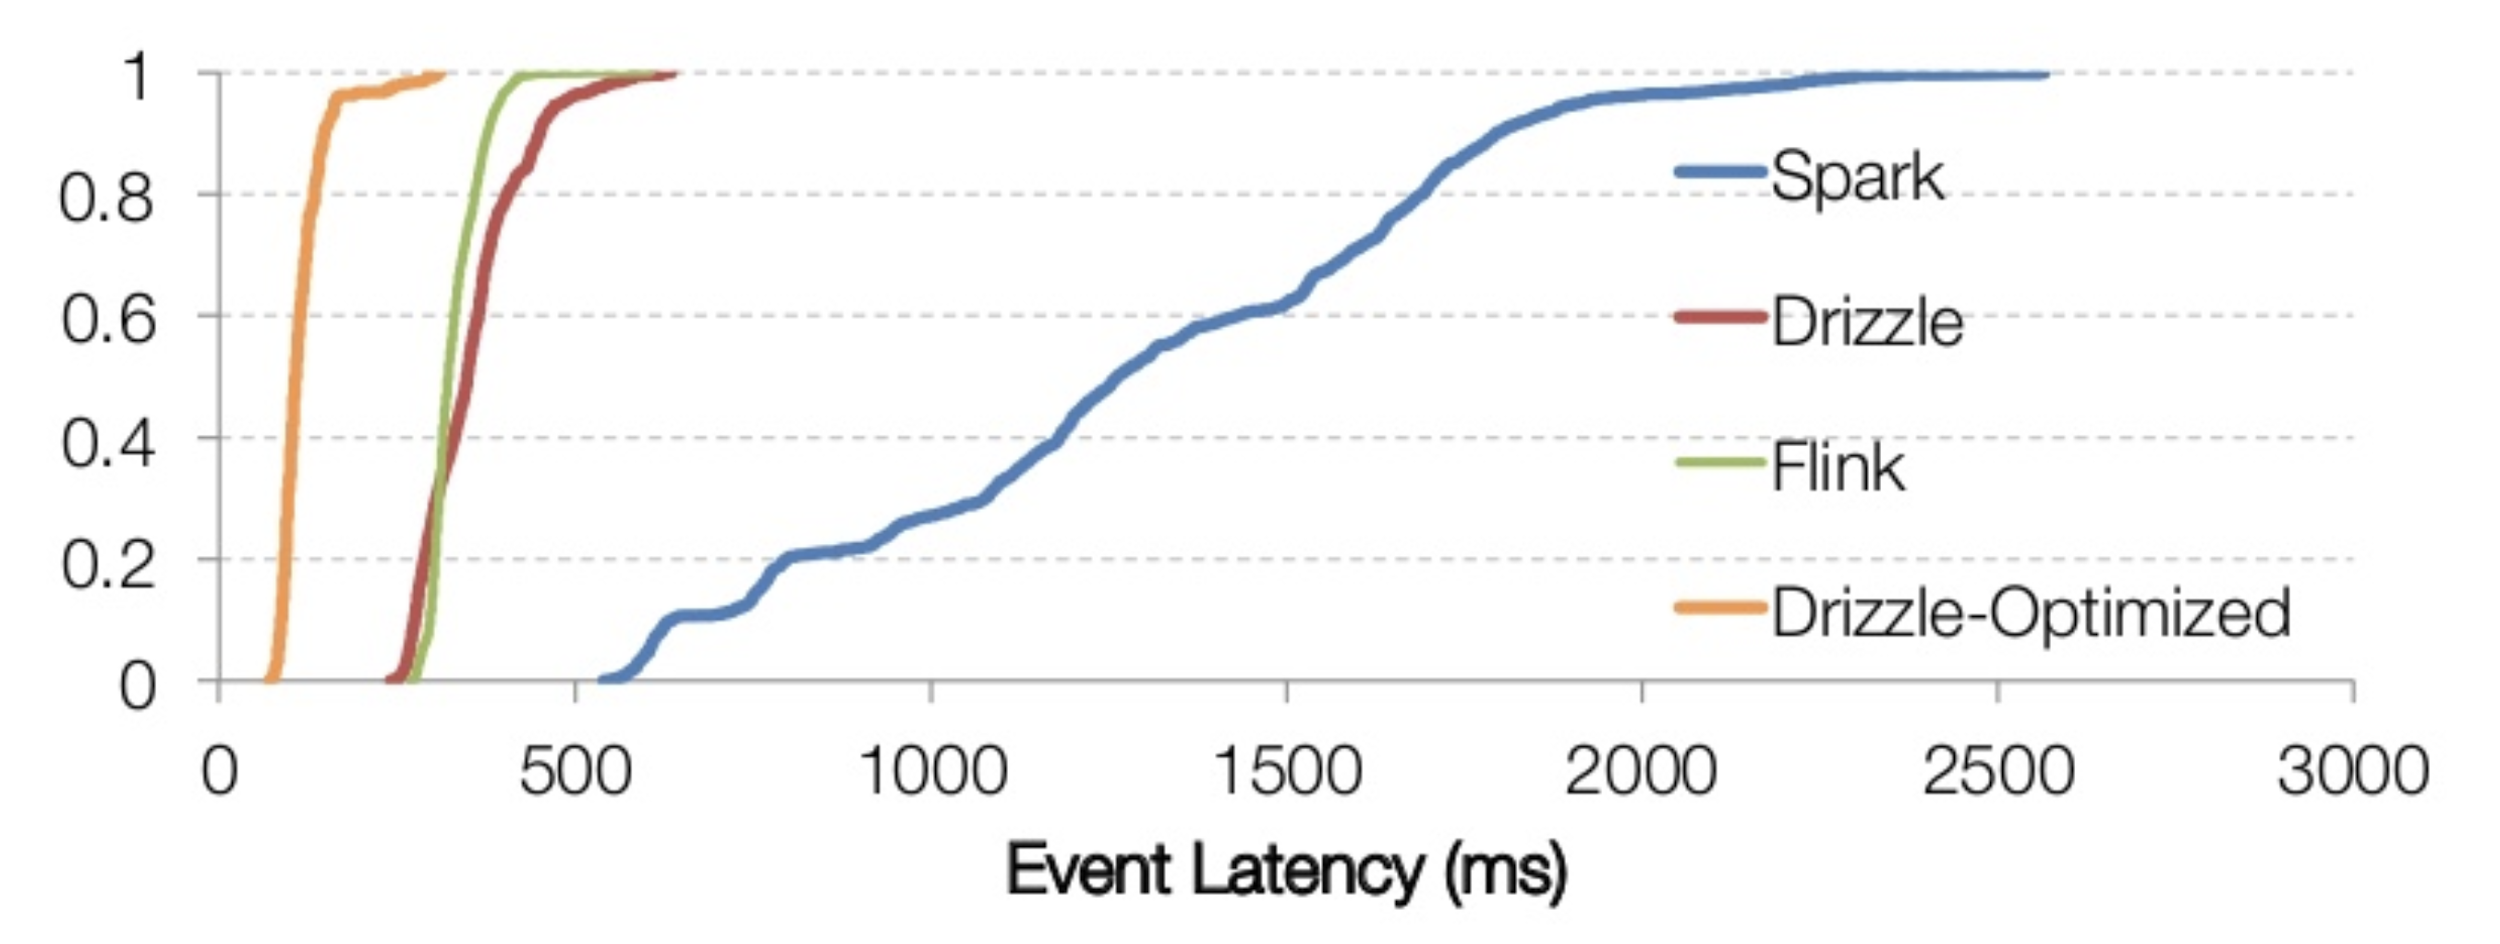 1
0.8
0.6
0.4
0.2
0
0 500 1000 1500 2000 2500 3000
Event Latency (ms)
Spark
Drizzle
Flink
Drizzle-Optimized